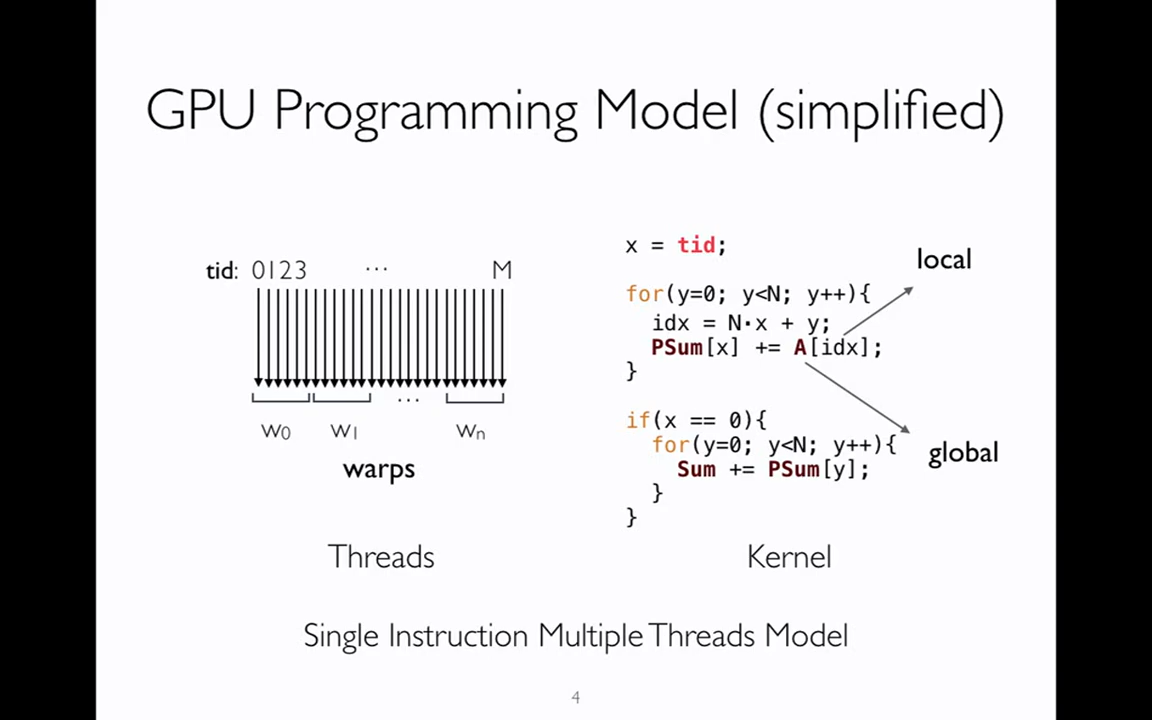 GPU Programming Model (simplified)
tid: 0123 ... M
w0 w1 ... wn
warps
Threads
x = tid;
for(y=0; y<N; y++){
idx = N·x + y;
PSum[x] += A[idx];
}
if(x == 0){
for(y=0; y<N; y++){
Sum += PSum[y];
}
}
local
global
Kernel
Single Instruction Multiple Threads Model
4